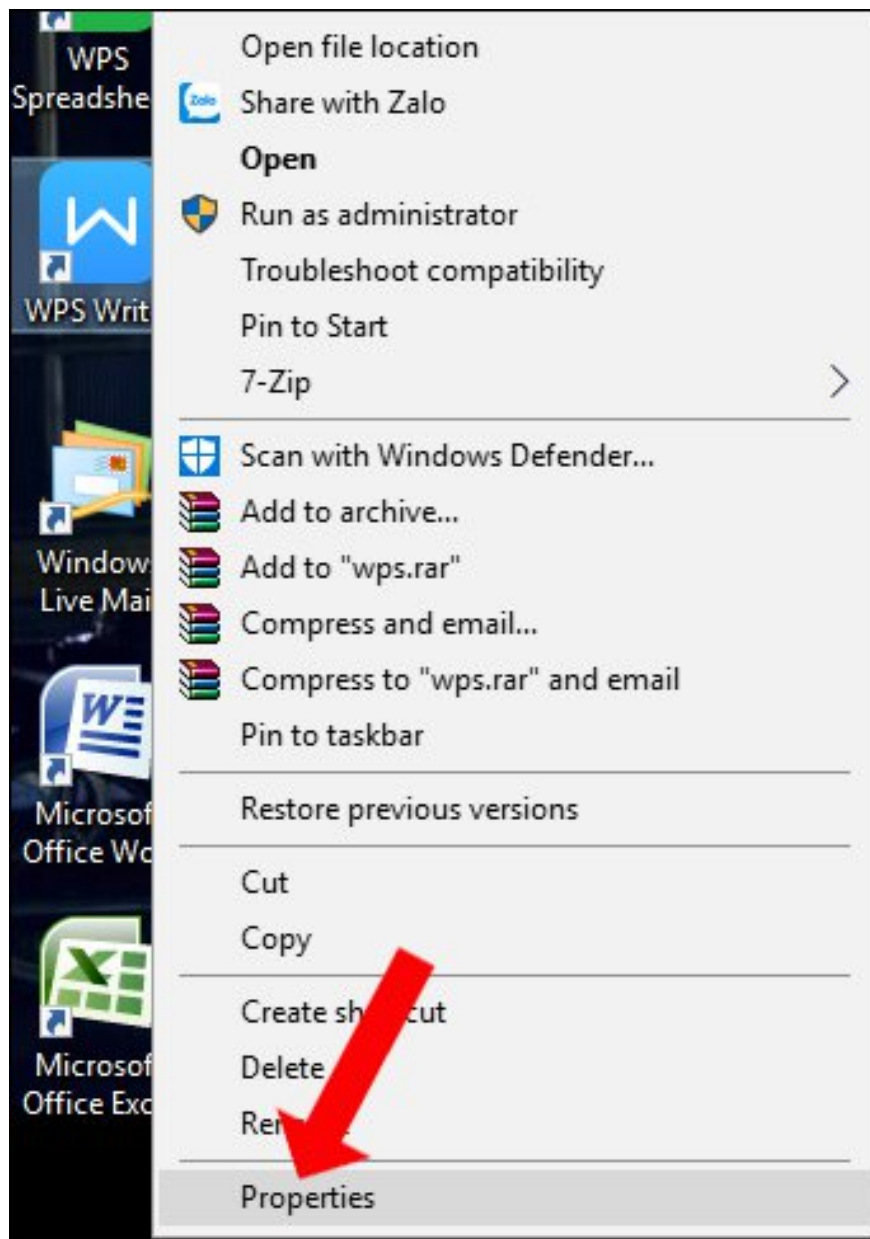 WPS
Spreadshe
WPS Writ
Window
Live Mai
Microsof
Office Wo
Microsof
Office Exc
Open file location
Zalo
Share with Zalo
Open
Run as administrator
Troubleshoot compatibility
Pin to Start
7-Zip
Scan with Windows Defender...
Add to archive...
Add to "wps.rar"
Compress and email...
Compress to "wps.rar" and email
Pin to taskbar
Restore previous versions
Cut
Copy
Create sh cut
Delete
Properties